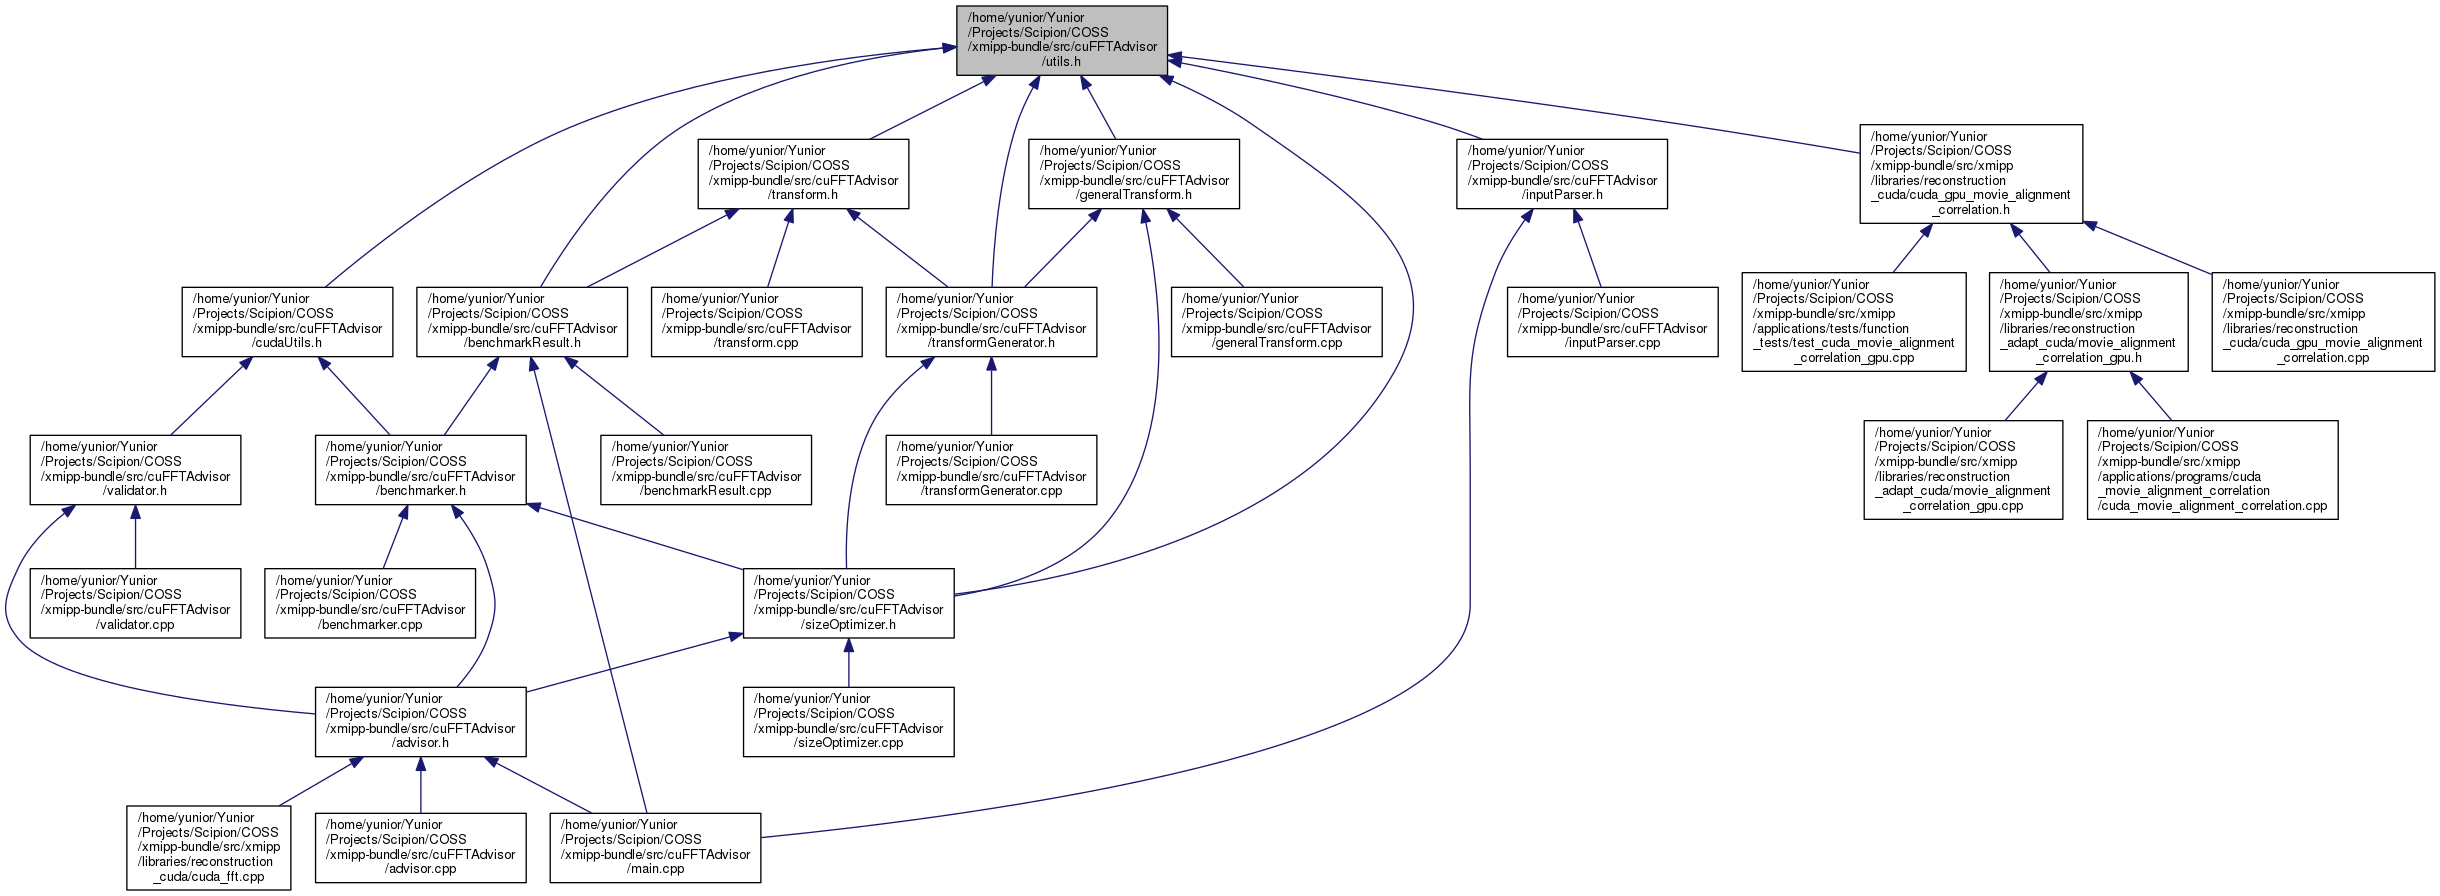 /home/yunior/Yunior
/Projects/Scipion/COSS
/xmipp-bundle/src/cuFFTAdvisor
/utils.h
/home/yunior/Yunior
/Projects/Scipion/COSS
/xmipp-bundle/src/cuFFTAdvisor
/transform.h
/home/yunior/Yunior
/Projects/Scipion/COSS
/xmipp-bundle/src/cuFFTAdvisor
/generalTransform.h
/home/yunior/Yunior
/Projects/Scipion/COSS
/xmipp-bundle/src/cuFFTAdvisor
/inputParser.h
/home/yunior/Yunior
/Projects/Scipion/COSS
/xmipp-bundle/src/xmipp
/libraries/reconstruction
_cuda/cuda_gpu_movie_alignment
_correlation.h
/home/yunior/Yunior
/Projects/Scipion/COSS
/xmipp-bundle/src/cuFFTAdvisor
/cudaUtils.h
/home/yunior/Yunior
/Projects/Scipion/COSS
/xmipp-bundle/src/cuFFTAdvisor
/benchmarkResult.h
/home/yunior/Yunior
/Projects/Scipion/COSS
/xmipp-bundle/src/cuFFTAdvisor
/transform.cpp
/home/yunior/Yunior
/Projects/Scipion/COSS
/xmipp-bundle/src/cuFFTAdvisor
/transformGenerator.h
/home/yunior/Yunior
/Projects/Scipion/COSS
/xmipp-bundle/src/cuFFTAdvisor
/generalTransform.cpp
/home/yunior/Yunior
/Projects/Scipion/COSS
/xmipp-bundle/src/cuFFTAdvisor
/inputParser.cpp
/home/yunior/Yunior
/Projects/Scipion/COSS
/xmipp-bundle/src/xmipp
/applications/tests/function
_tests/test_cuda_movie_alignment
_correlation_gpu.cpp
/home/yunior/Yunior
/Projects/Scipion/COSS
/xmipp-bundle/src/xmipp
/libraries/reconstruction
_adapt_cuda/movie_alignment
_correlation_gpu.h
/home/yunior/Yunior
/Projects/Scipion/COSS
/xmipp-bundle/src/xmipp
/libraries/reconstruction
_cuda/cuda_gpu_movie_alignment
_correlation.cpp
/home/yunior/Yunior
/Projects/Scipion/COSS
/xmipp-bundle/src/cuFFTAdvisor
/validator.h
/home/yunior/Yunior
/Projects/Scipion/COSS
/xmipp-bundle/src/cuFFTAdvisor
/benchmarker.h
/home/yunior/Yunior
/Projects/Scipion/COSS
/xmipp-bundle/src/cuFFTAdvisor
/benchmarkResult.cpp
/home/yunior/Yunior
/Projects/Scipion/COSS
/xmipp-bundle/src/cuFFTAdvisor
/transformGenerator.cpp
/home/yunior/Yunior
/Projects/Scipion/COSS
/xmipp-bundle/src/xmipp
/libraries/reconstruction
_adapt_cuda/movie_alignment
_correlation_gpu.cpp
/home/yunior/Yunior
/Projects/Scipion/COSS
/xmipp-bundle/src/xmipp
/applications/programs/cuda
_movie_alignment_correlation
/cuda_movie_alignment_correlation.cpp
/home/yunior/Yunior
/Projects/Scipion/COSS
/xmipp-bundle/src/cuFFTAdvisor
/validator.cpp
/home/yunior/Yunior
/Projects/Scipion/COSS
/xmipp-bundle/src/cuFFTAdvisor
/benchmarker.cpp
/home/yunior/Yunior
/Projects/Scipion/COSS
/xmipp-bundle/src/cuFFTAdvisor
/sizeOptimizer.h
/home/yunior/Yunior
/Projects/Scipion/COSS
/xmipp-bundle/src/cuFFTAdvisor
/advisor.h
/home/yunior/Yunior
/Projects/Scipion/COSS
/xmipp-bundle/src/cuFFTAdvisor
/sizeOptimizer.cpp
/home/yunior/Yunior
/Projects/Scipion/COSS
/xmipp-bundle/src/xmipp
/libraries/reconstruction
_cuda/cuda_fft.cpp
/home/yunior/Yunior
/Projects/Scipion/COSS
/xmipp-bundle/src/cuFFTAdvisor
/advisor.cpp
/home/yunior/Yunior
/Projects/Scipion/COSS
/xmipp-bundle/src/cuFFTAdvisor
/main.cpp